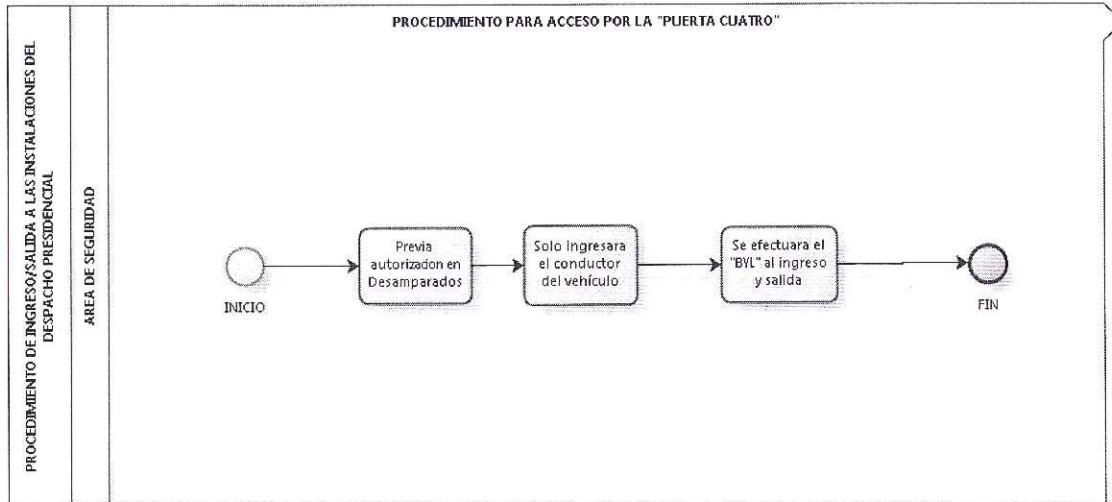 PROCEDIMIENTO PARA ACCESO POR LA "PUERTA CUATRO"
PROCEDIMIENTO DE INGRESO/SALIDA A LAS INSTALACIONES DEL
DESPACHO PRESIDENCIAL
AREA DE SEGURIDAD
INICIO
Previa
autorizacion en
Desamparados
Solo ingresara
el conductor
del vehículo
Se efectuara el
"BYL" al ingreso
y salida
FIN